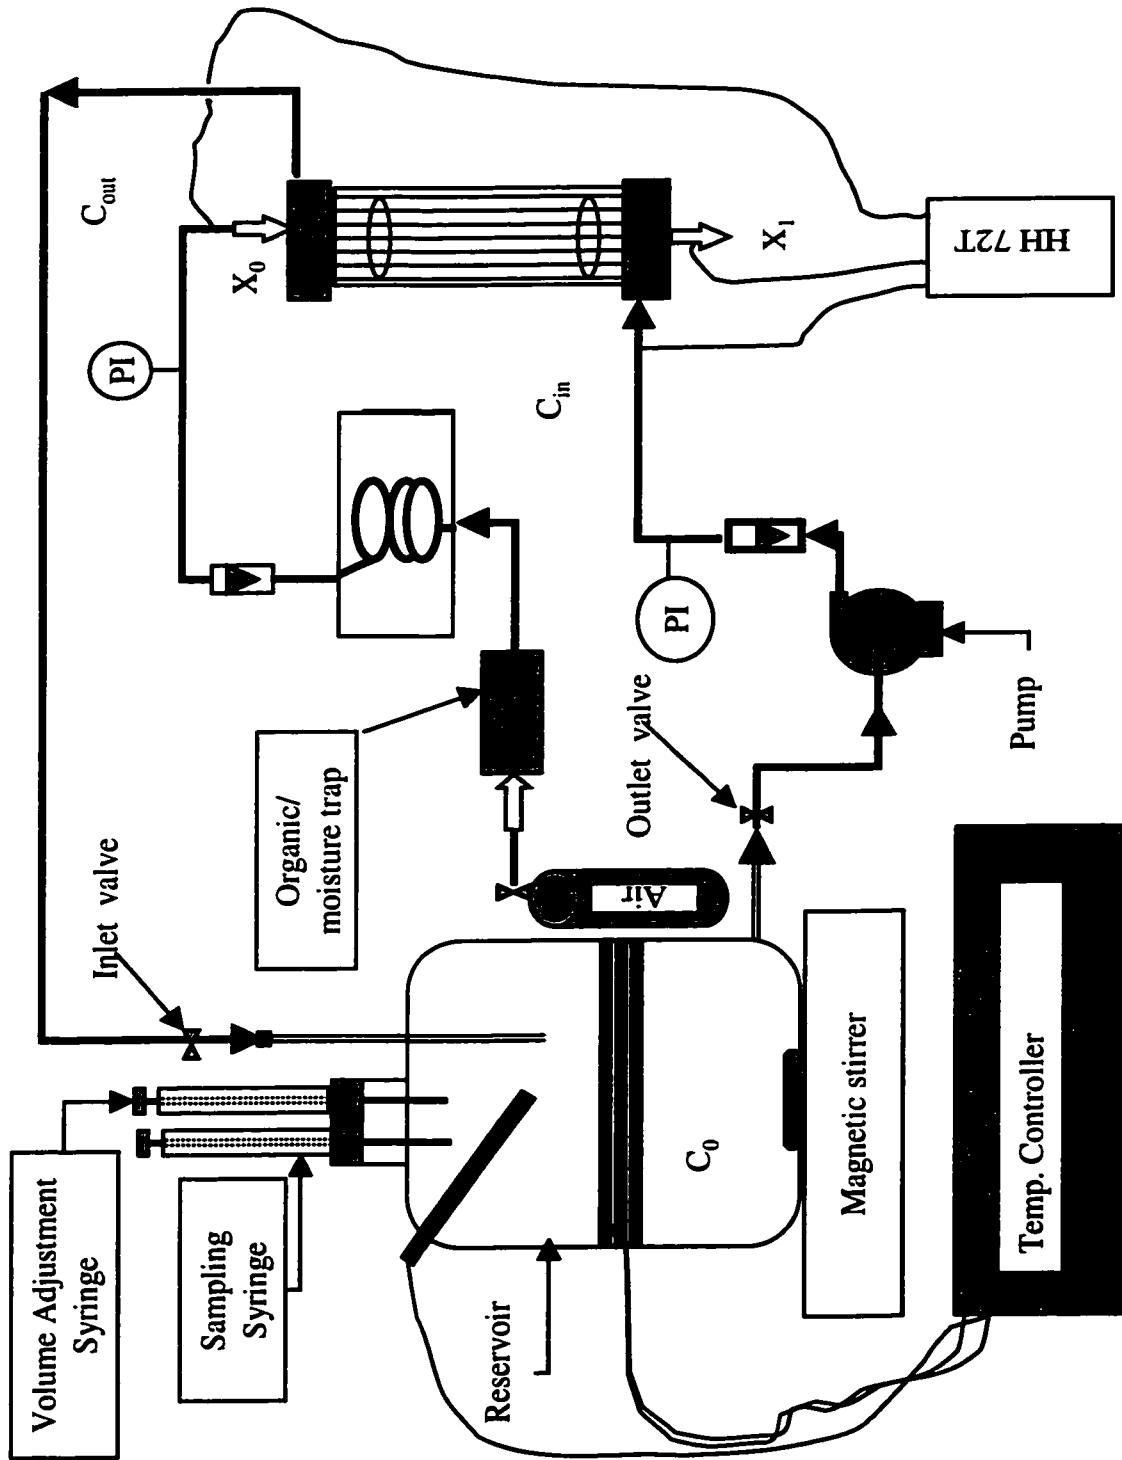 Volume Adjustment
Syringe
Sampling
Syringe
Reservoir
Inlet valve
Organic/
moisture trap
Air
C0
Magnetic stirrer
Temp. Controller
Outlet valve
Pump
PI
PI
Cin
Cout
X0
X1
HH 72T